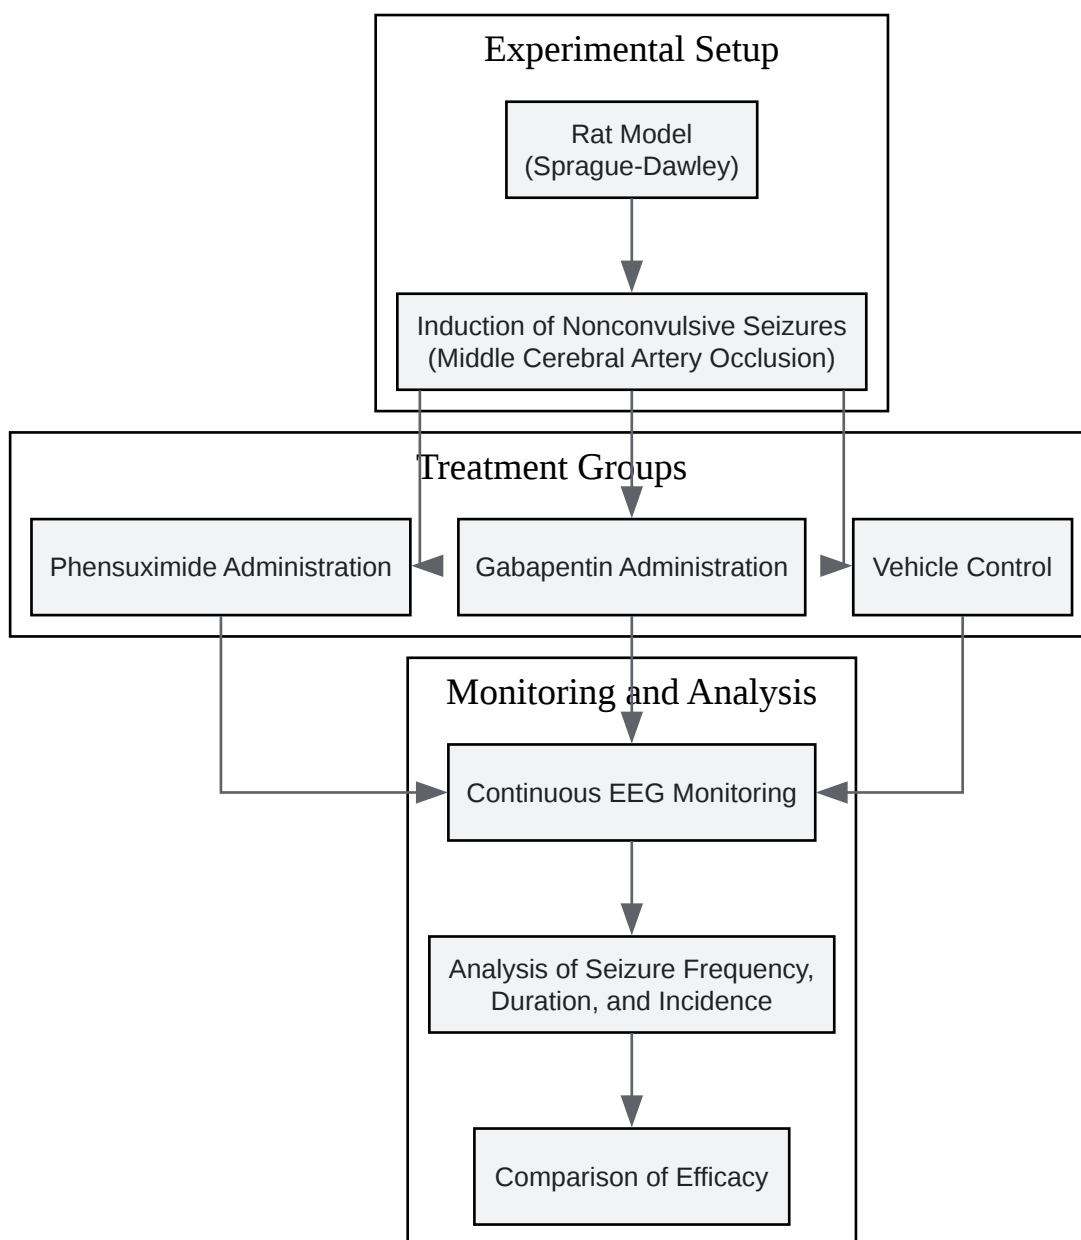 Experimental Setup
Rat Model
(Sprague-Dawley)
Induction of Nonconvulsive Seizures
(Middle Cerebral Artery Occlusion)
Treatment Groups
Phensuximide Administration
Gabapentin Administration
Vehicle Control
Monitoring and Analysis
Continuous EEG Monitoring
Analysis of Seizure Frequency,
Duration, and Incidence
Comparison of Efficacy